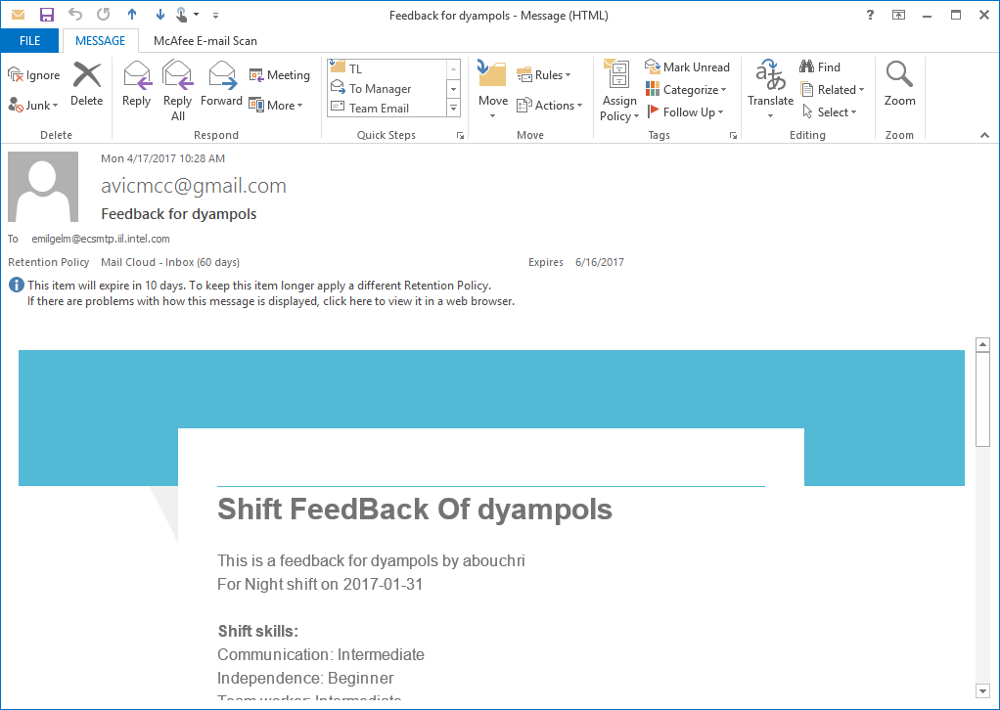 Feedback for dyampols - Message (HTML)
?
FILE
MESSAGE
McAfee E-mail Scan
Ignore
Junk
Delete
Reply
Reply All
Forward
Meeting
More
TL
To Manager
Team Email
Move
Rules
Actions
Assign Policy
Mark Unread
Categorize
Follow Up
Translate
Find
Related
Select
Zoom
Delete
Respond
Quick Steps
Move
Tags
Editing
Zoom
Mon 4/17/2017 10:28 AM
avicmcc@gmail.com
Feedback for dyampols
To emilgelm@ecsmtp.iil.intel.com
Retention Policy Mail Cloud - Inbox (60 days) Expires 6/16/2017
This item will expire in 10 days. To keep this item longer apply a different Retention Policy.
If there are problems with how this message is displayed, click here to view it in a web browser.
Shift FeedBack Of dyampols
This is a feedback for dyampols by abouchri
For Night shift on 2017-01-31
Shift skills:
Communication: Intermediate
Independence: Beginner
Team worker: Intermediate